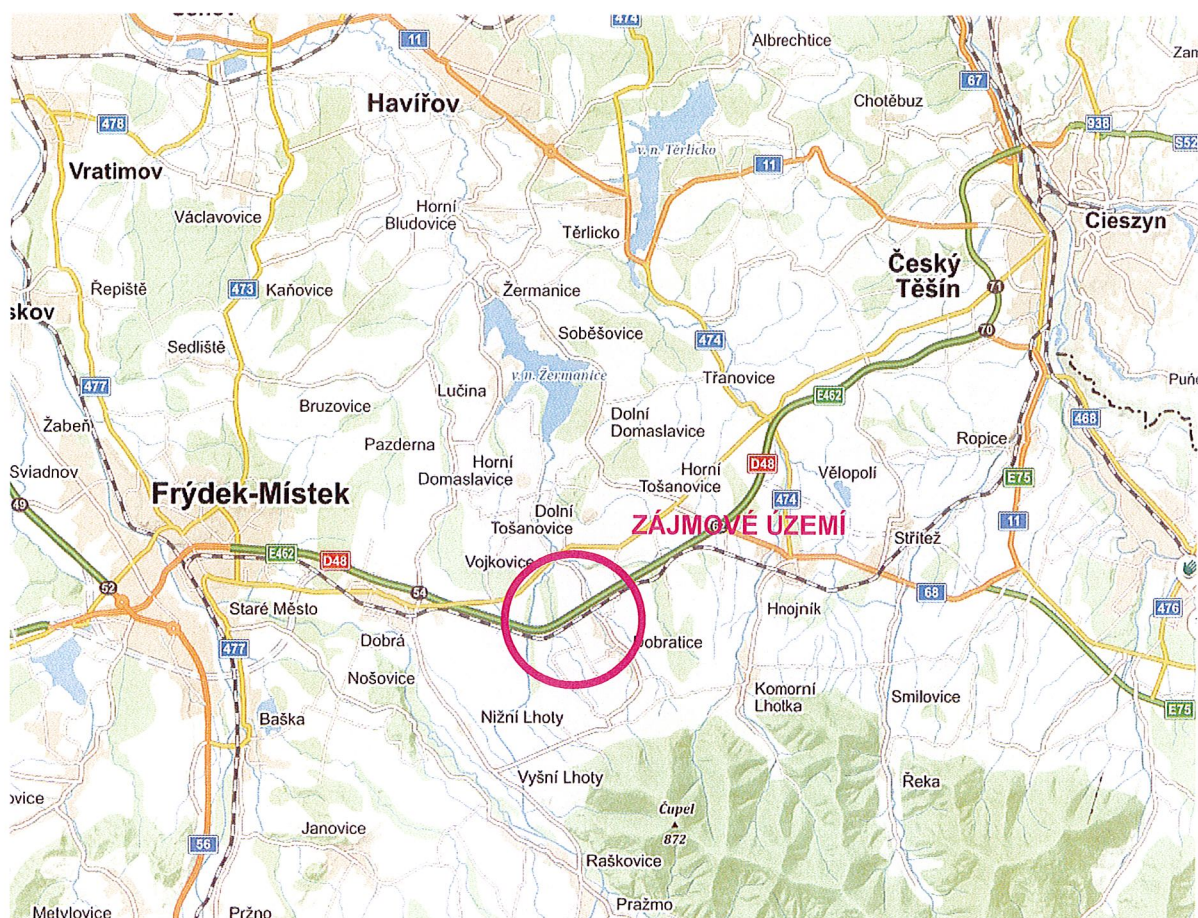 474
11
Albrechtice
67
Havířov
Chotěbuz
478
938
S52
v. n. Těrlicko
11
Vratimov
Václavovice
Horní
Bludovice
Těrlicko
Cieszyn
Český
Těšín
Řepiště
473
Kaňovice
Žermanice
71
skov
Soběšovice
70
Sedliště
474
v. n. Žermanice
Třanovice
477
Lučina
E462
Bruzovice
Dolní
Domaslavice
468
Žabeň
Pazderna
Ropice
Sviadnov
Horní
Domaslavice
Horní
Tošanovice
D48
Vělopolí
E75
Frýdek-Místek
474
49
Dolní
Tošanovice
ZÁJMOVÉ ÚZEMÍ
11
Střítež
E462
D48
Vojkovice
52
54
68
Hnojník
Staré Město
476
Dobrá
Dobratice
477
Nošovice
Komorní
Lhotka
Smilovice
Baška
Nižní Lhoty
E75
Vyšní Lhoty
Řeka
ovice
Čupel
872
Janovice
56
Raškovice
Pražmo
Metylovice
Pržno